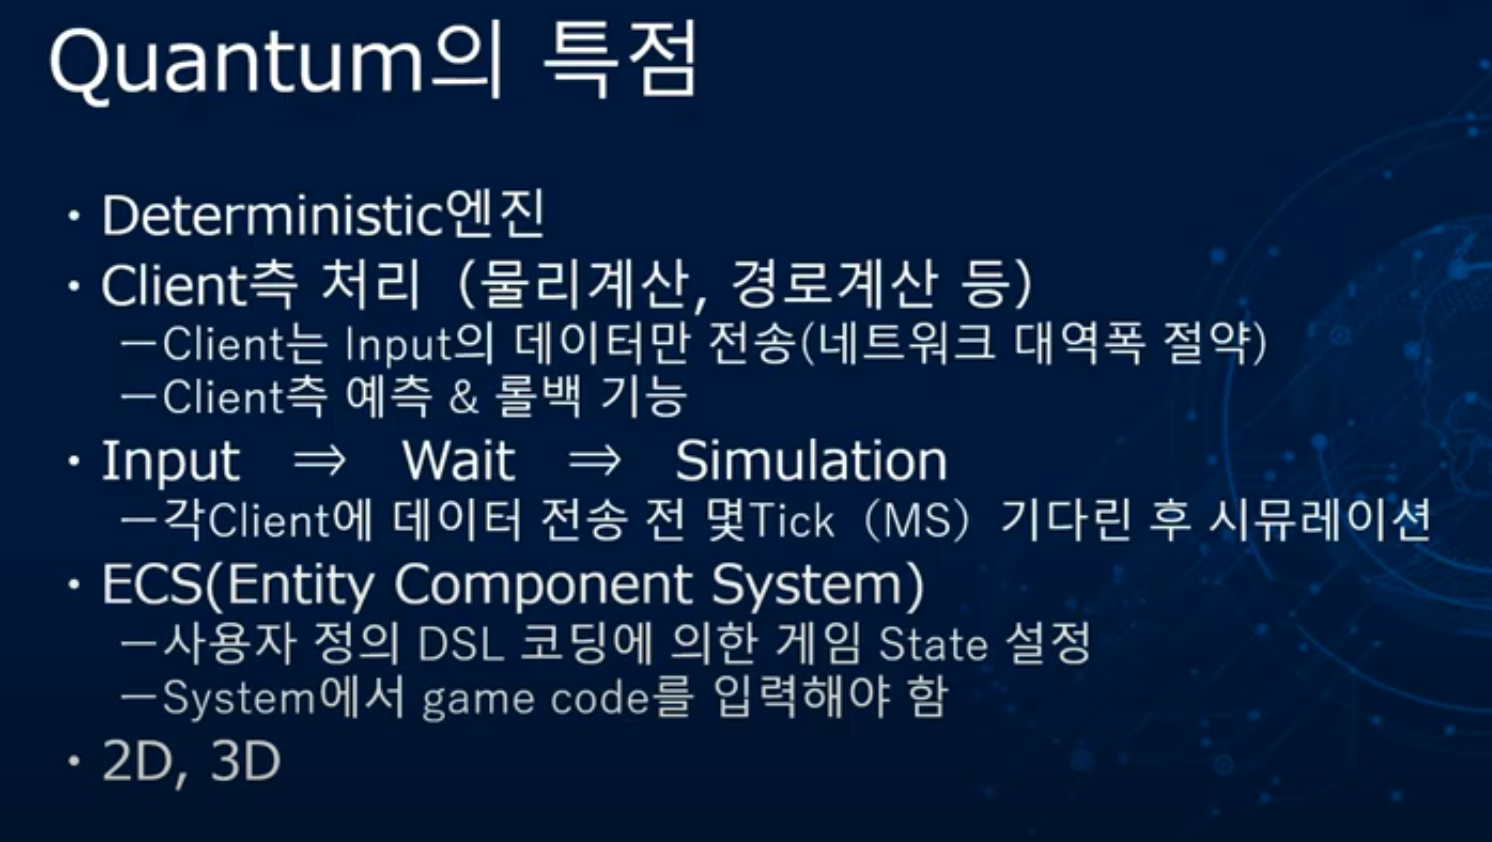 Quantum의 특점
・Deterministic엔진
・Client측 처리（물리계산, 경로계산 등）
－Client는 Input의 데이터만 전송(네트워크 대역폭 절약)
－Client측 예측 & 롤백 기능
・Input ⇒ Wait ⇒ Simulation
－각Client에 데이터 전송 전 몇Tick（MS）기다린 후 시뮤레이션
・ECS(Entity Component System)
－사용자 정의 DSL 코딩에 의한 게임 State 설정
－System에서 game code를 입력해야 함
・2D, 3D